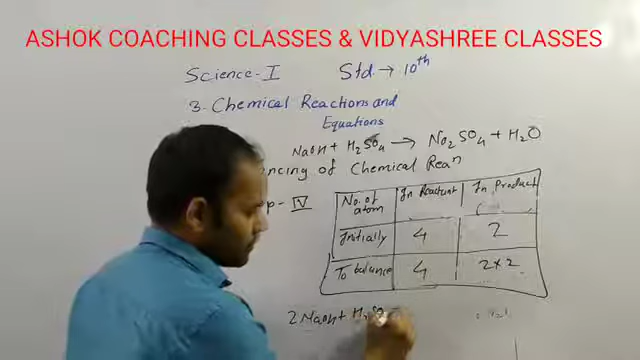 ASHOK COACHING CLASSES & VIDYASHREE CLASSES
Science-I Std → 10th
3. Chemical Reactions and
Equations
NaOH + H2SO4 → Na2SO4 + H2O
ncing of Chemical Rean
p- IV
No. of atom In Reactant In Product
Initially 4 2
To balance 4 2×2
2 NaOH + H2SO